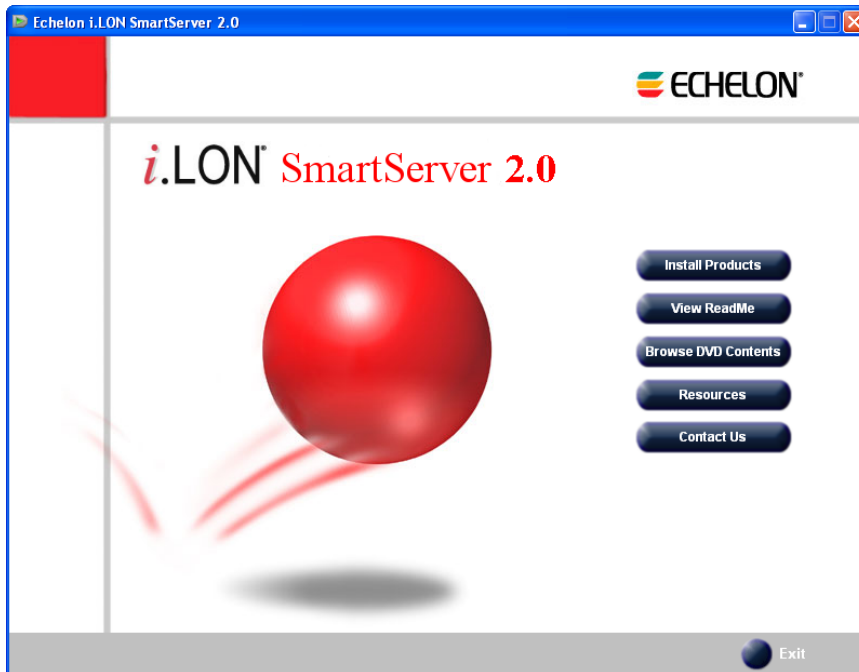 Echelon i.LON SmartServer 2.0
ECHELON®
i.LON® SmartServer 2.0
Install Products
View ReadMe
Browse DVD Contents
Resources
Contact Us
Exit